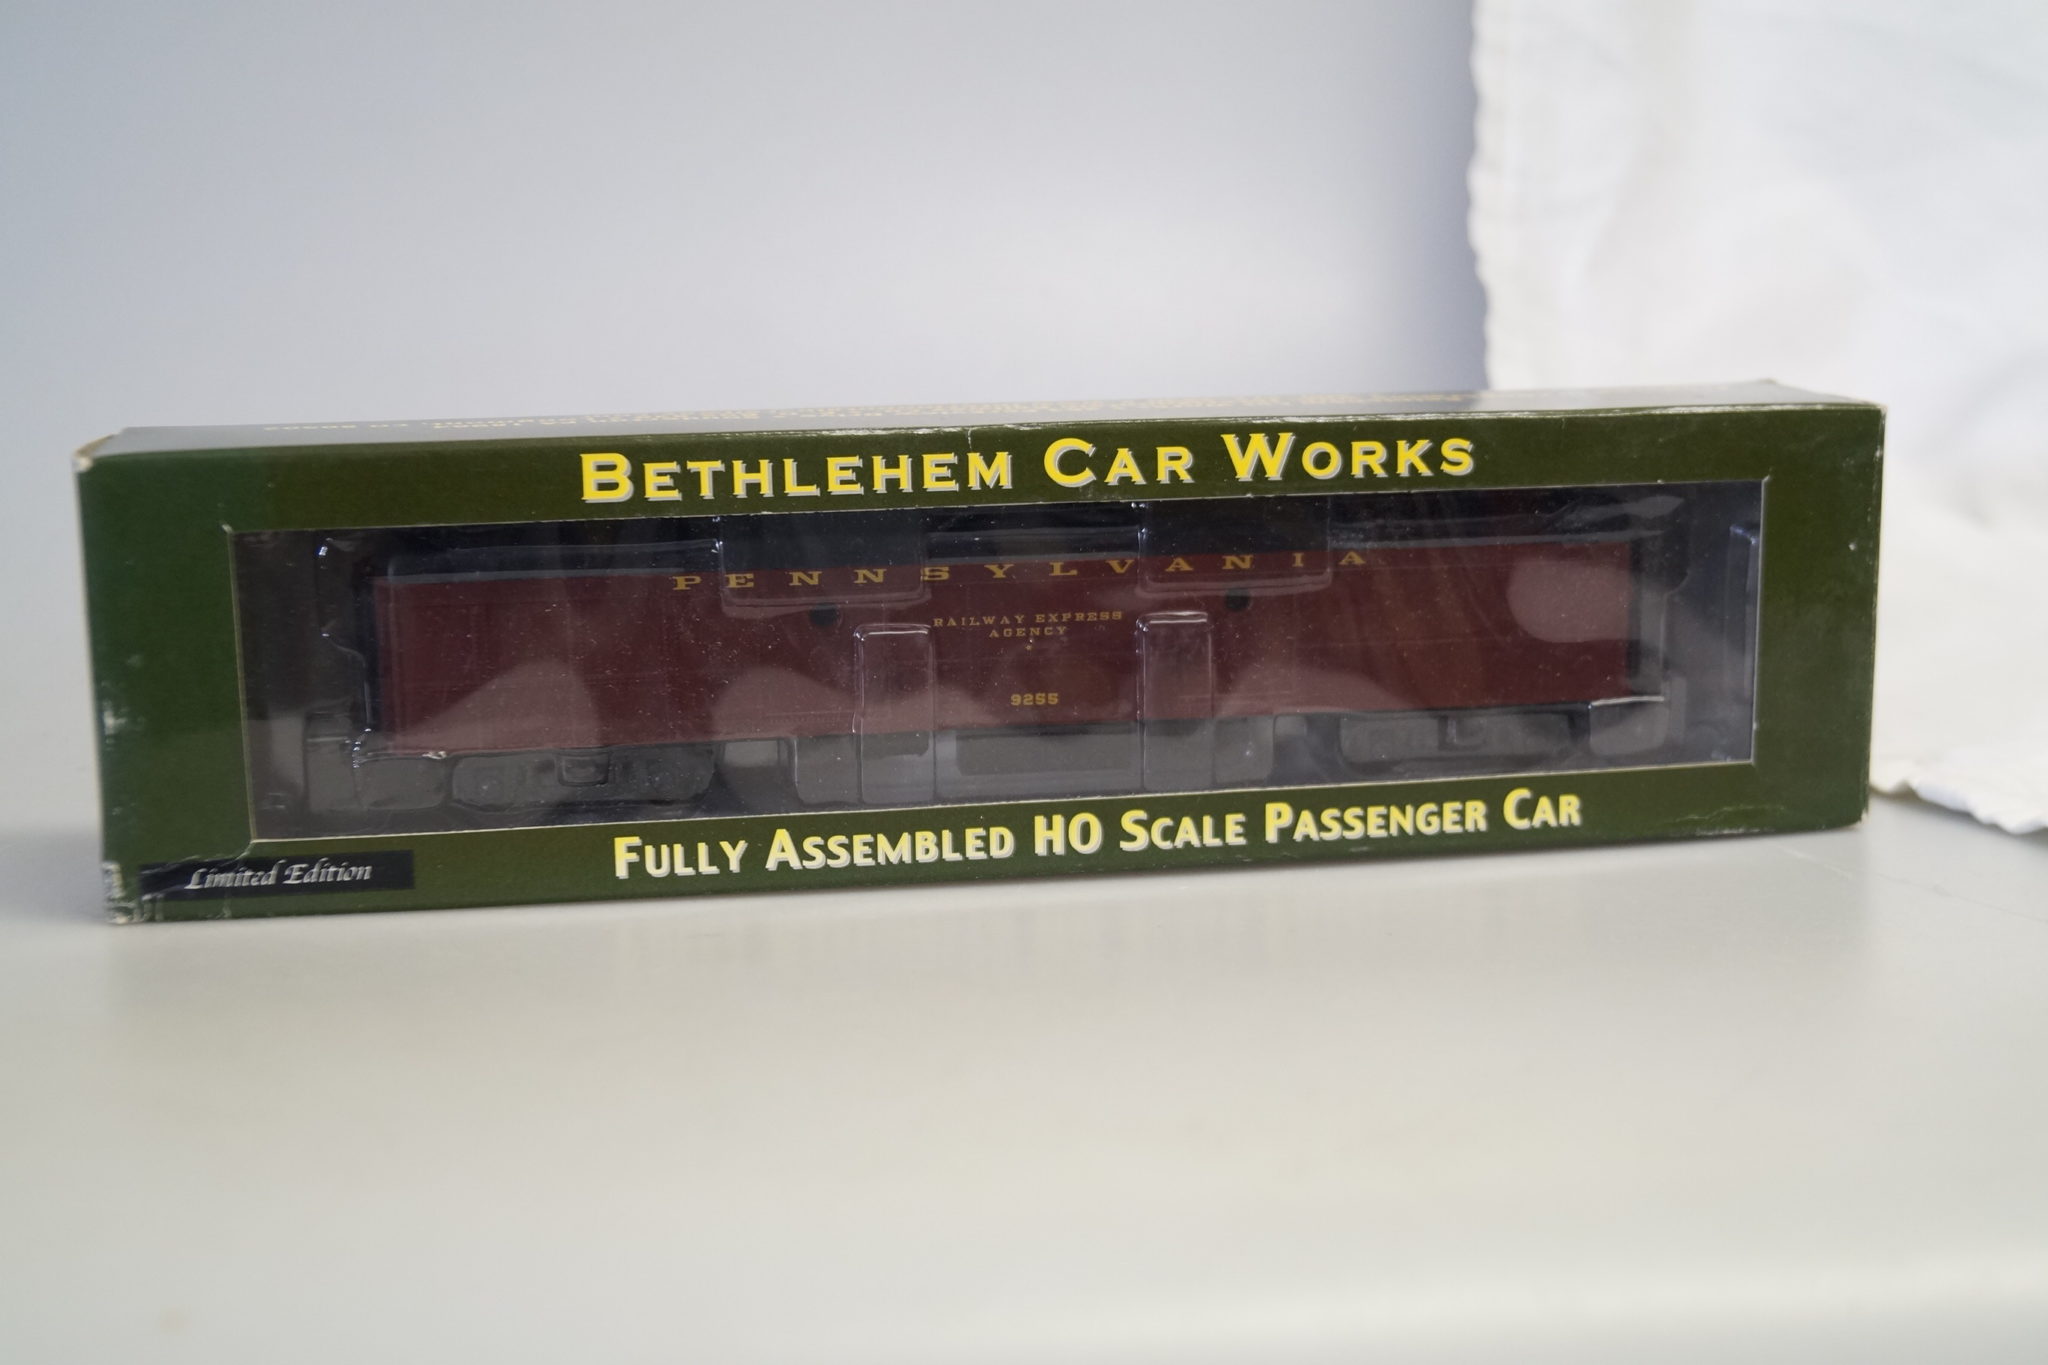 BETHLEHEM CAR WORKS
PENNSYLVANIA
RAILWAY EXPRESS
AGENCY
9255
FULLY ASSEMBLED HO SCALE PASSENGER CAR
Limited Edition